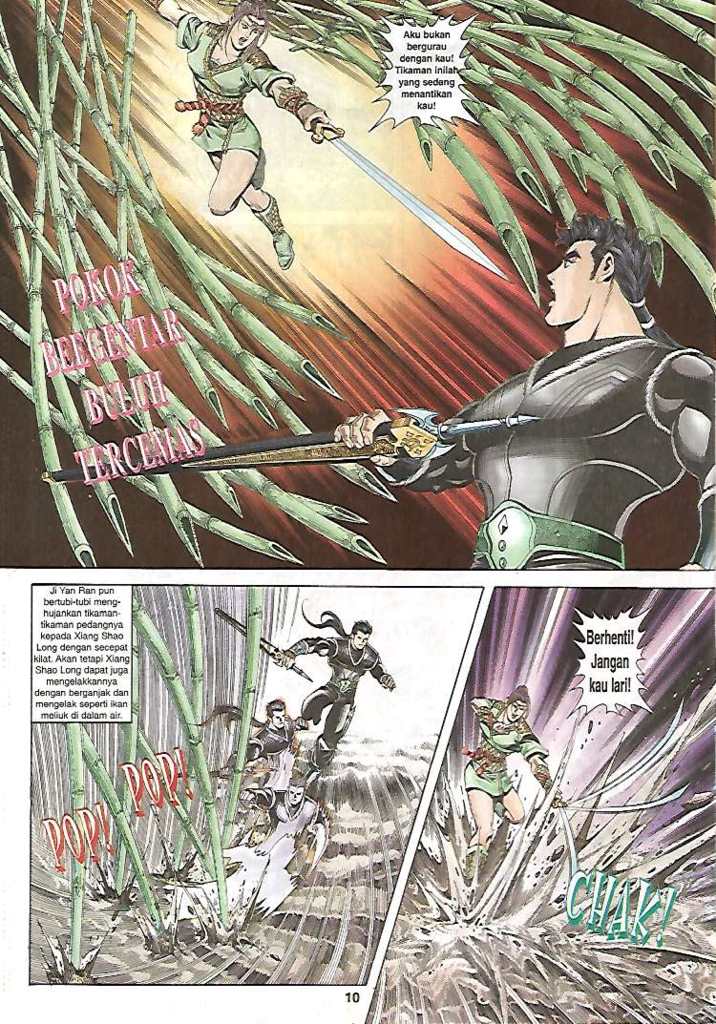 Aku bukan
bergurau
dengan kau!
Tikaman inilah
yang sedang
menantikan
kau!
POKOK
BERGENTAR
BULUH
TERCEMAS
Ji Yan Ran pun
bertubi-tubi meng-
hujankan tikaman-
tikaman pedangnya
kepada Xiang Shao
Long dengan secepat
kilat. Akan tetapi Xiang
Shao Long dapat juga
mengelakkannya
dengan berganjak dan
mengelak seperti ikan
meliuk di dalam air.
POP! POP!
Berhenti!
Jangan
kau lari!
CHAK!
10